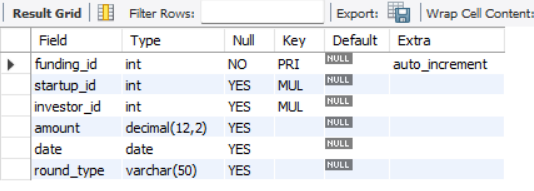 Result Grid Filter Rows: Export: Wrap Cell Content:
Field Type Null Key Default Extra
funding_id int NO PRI NULL auto_increment
startup_id int YES MUL NULL
investor_id int YES MUL NULL
amount decimal(12,2) YES NULL
date date YES NULL
round_type varchar(50) YES NULL